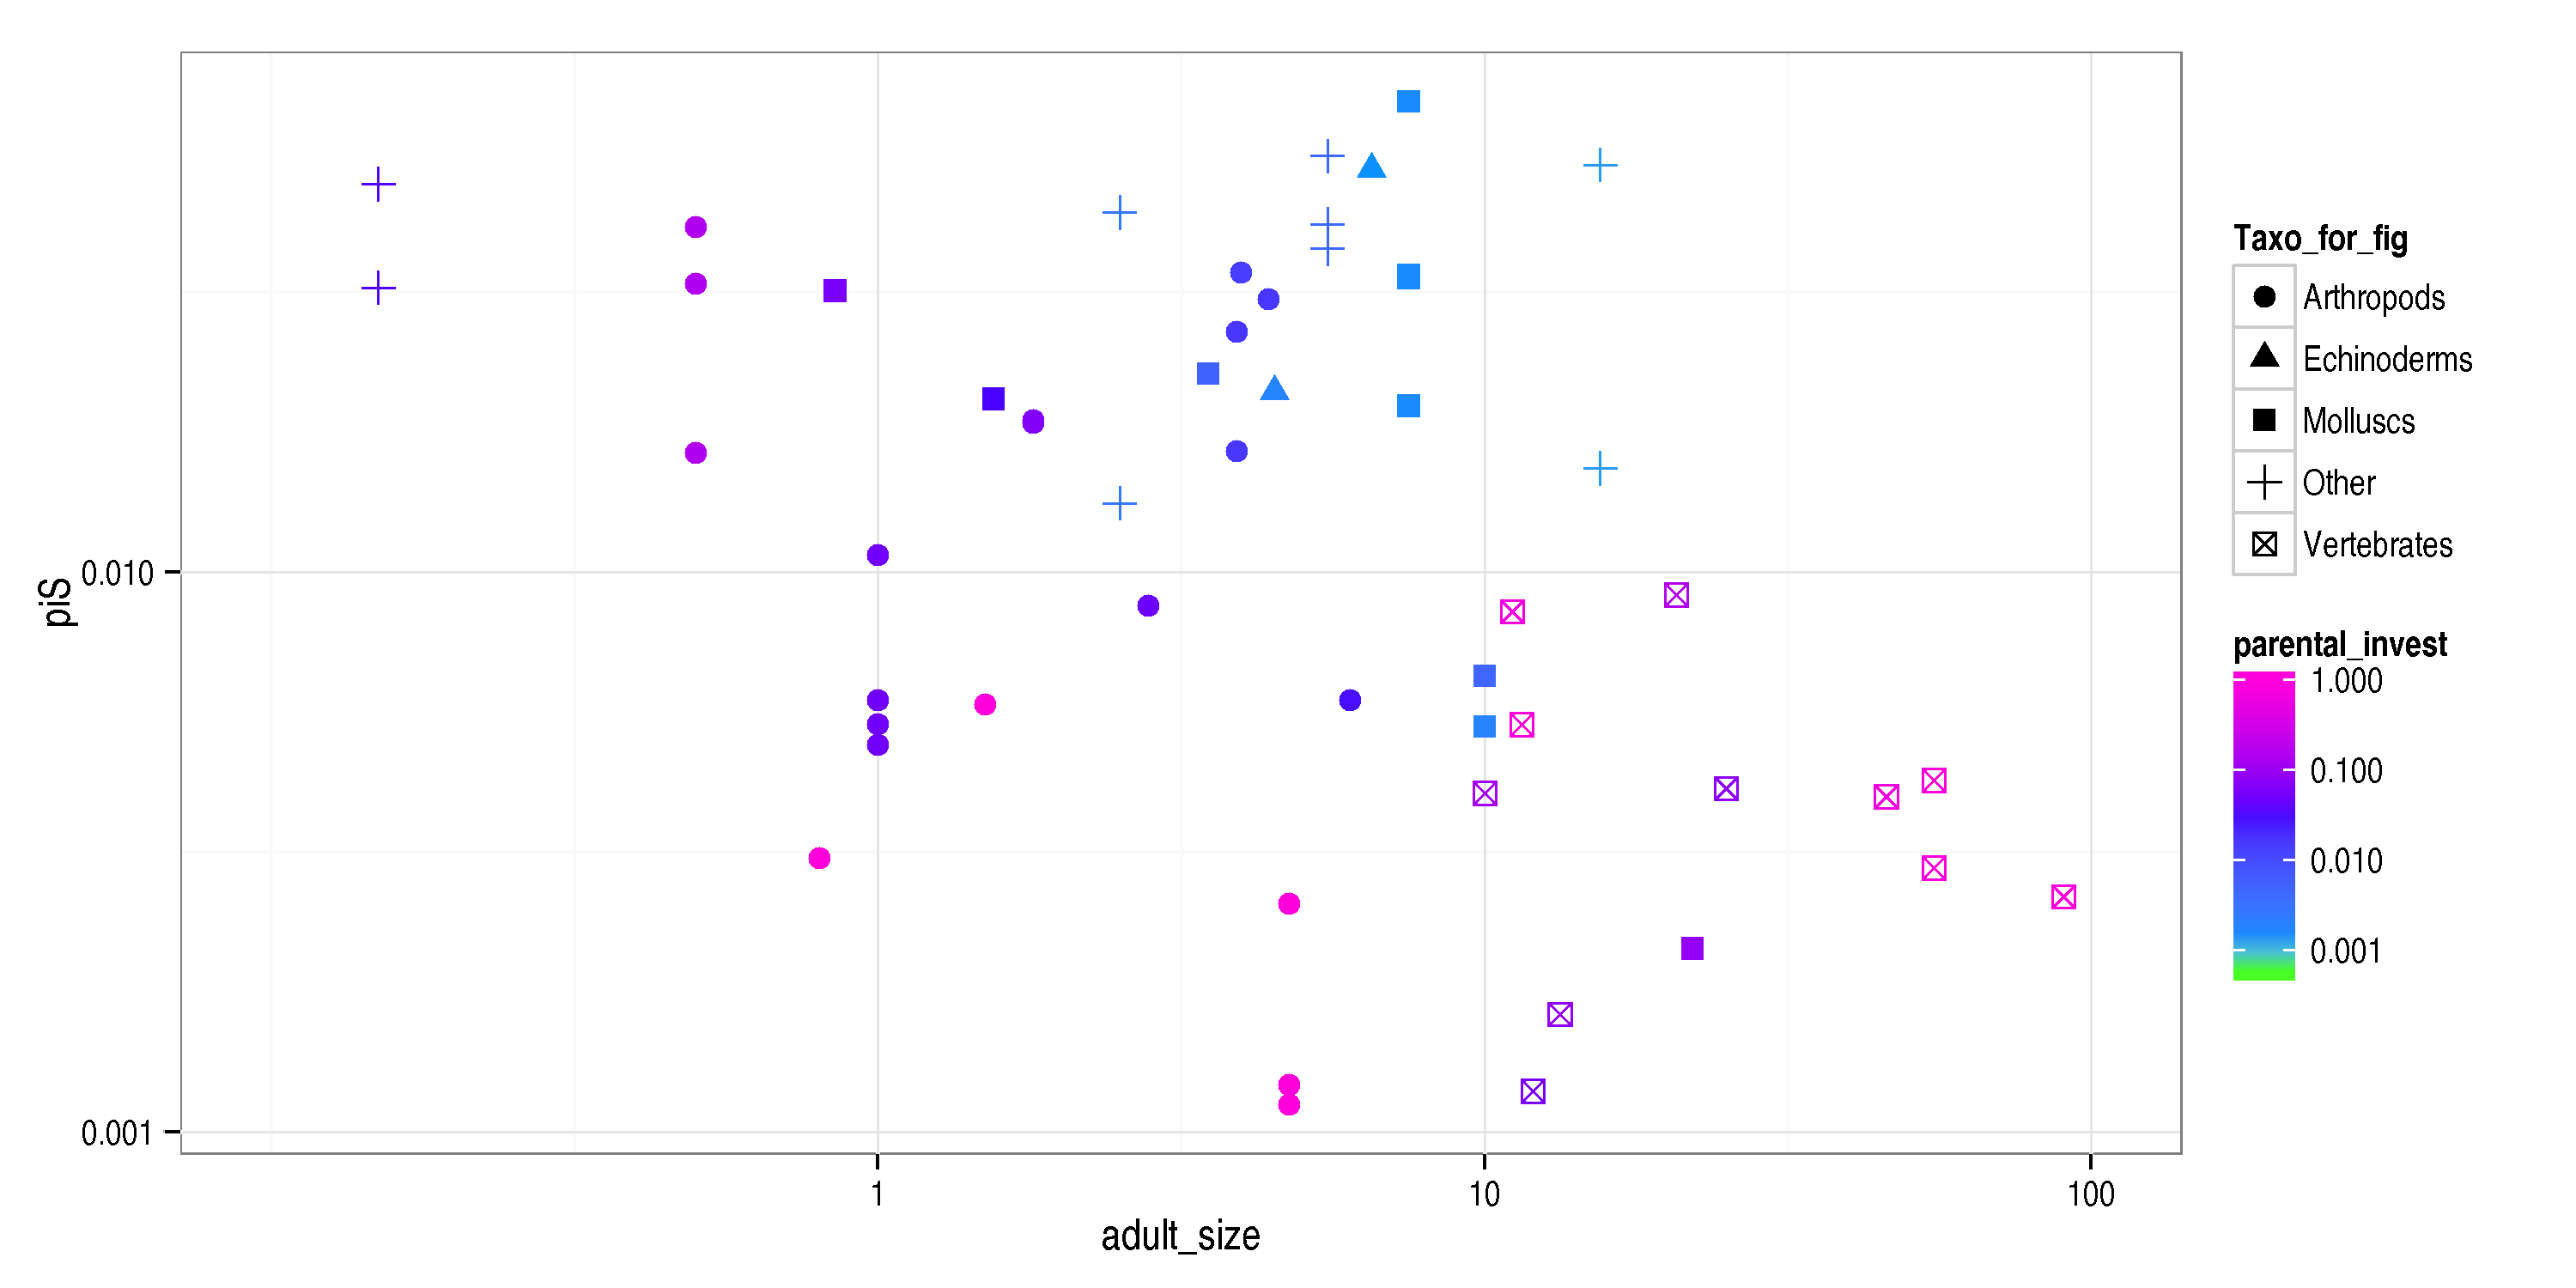 Taxo_for_fig
Arthropods
Echinoderms
Molluscs
Other
Vertebrates
parental_invest
1.000
0.100
0.010
0.001
piS
0.010
0.001
1
10
100
adult_size